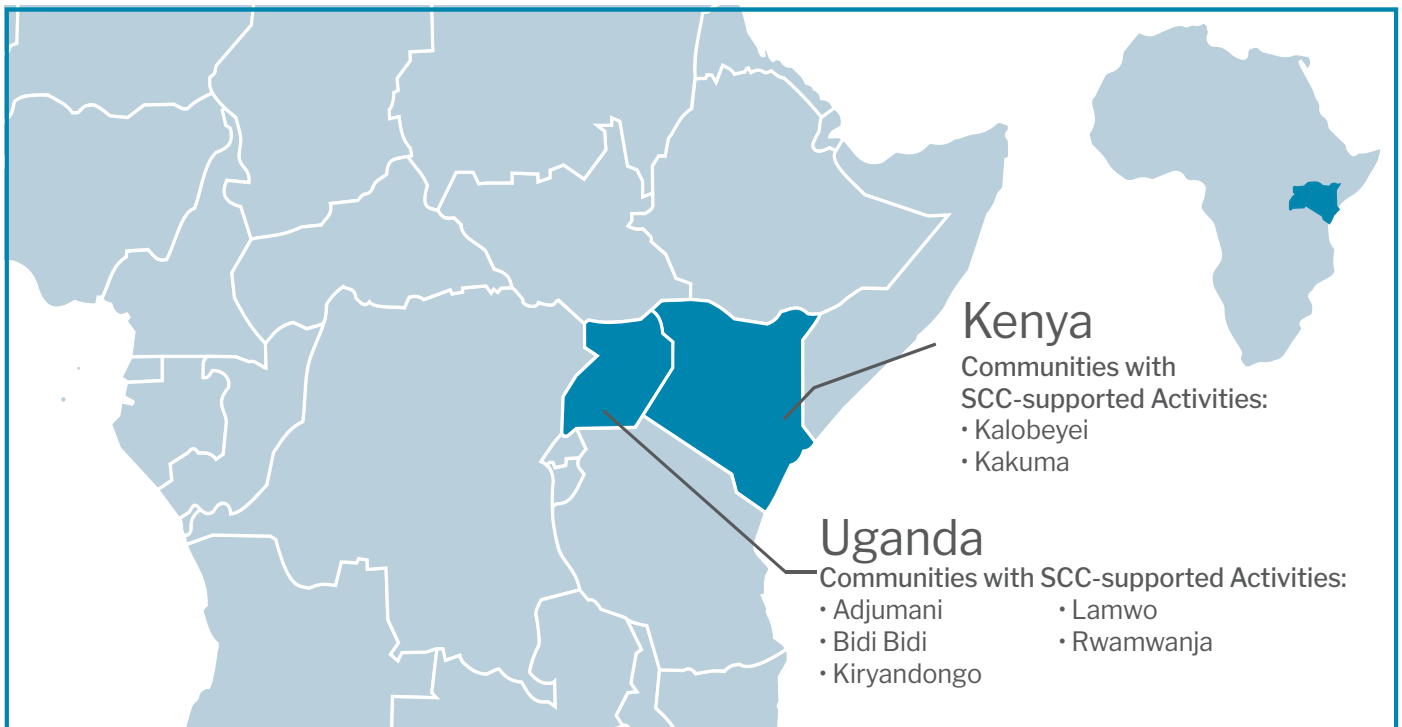 Kenya
Communities with
SCC-supported Activities:
• Kalobeyei
• Kakuma
Uganda
Communities with SCC-supported Activities:
• Adjumani
• Bidi Bidi
• Kiryandongo
• Lamwo
• Rwamwanja